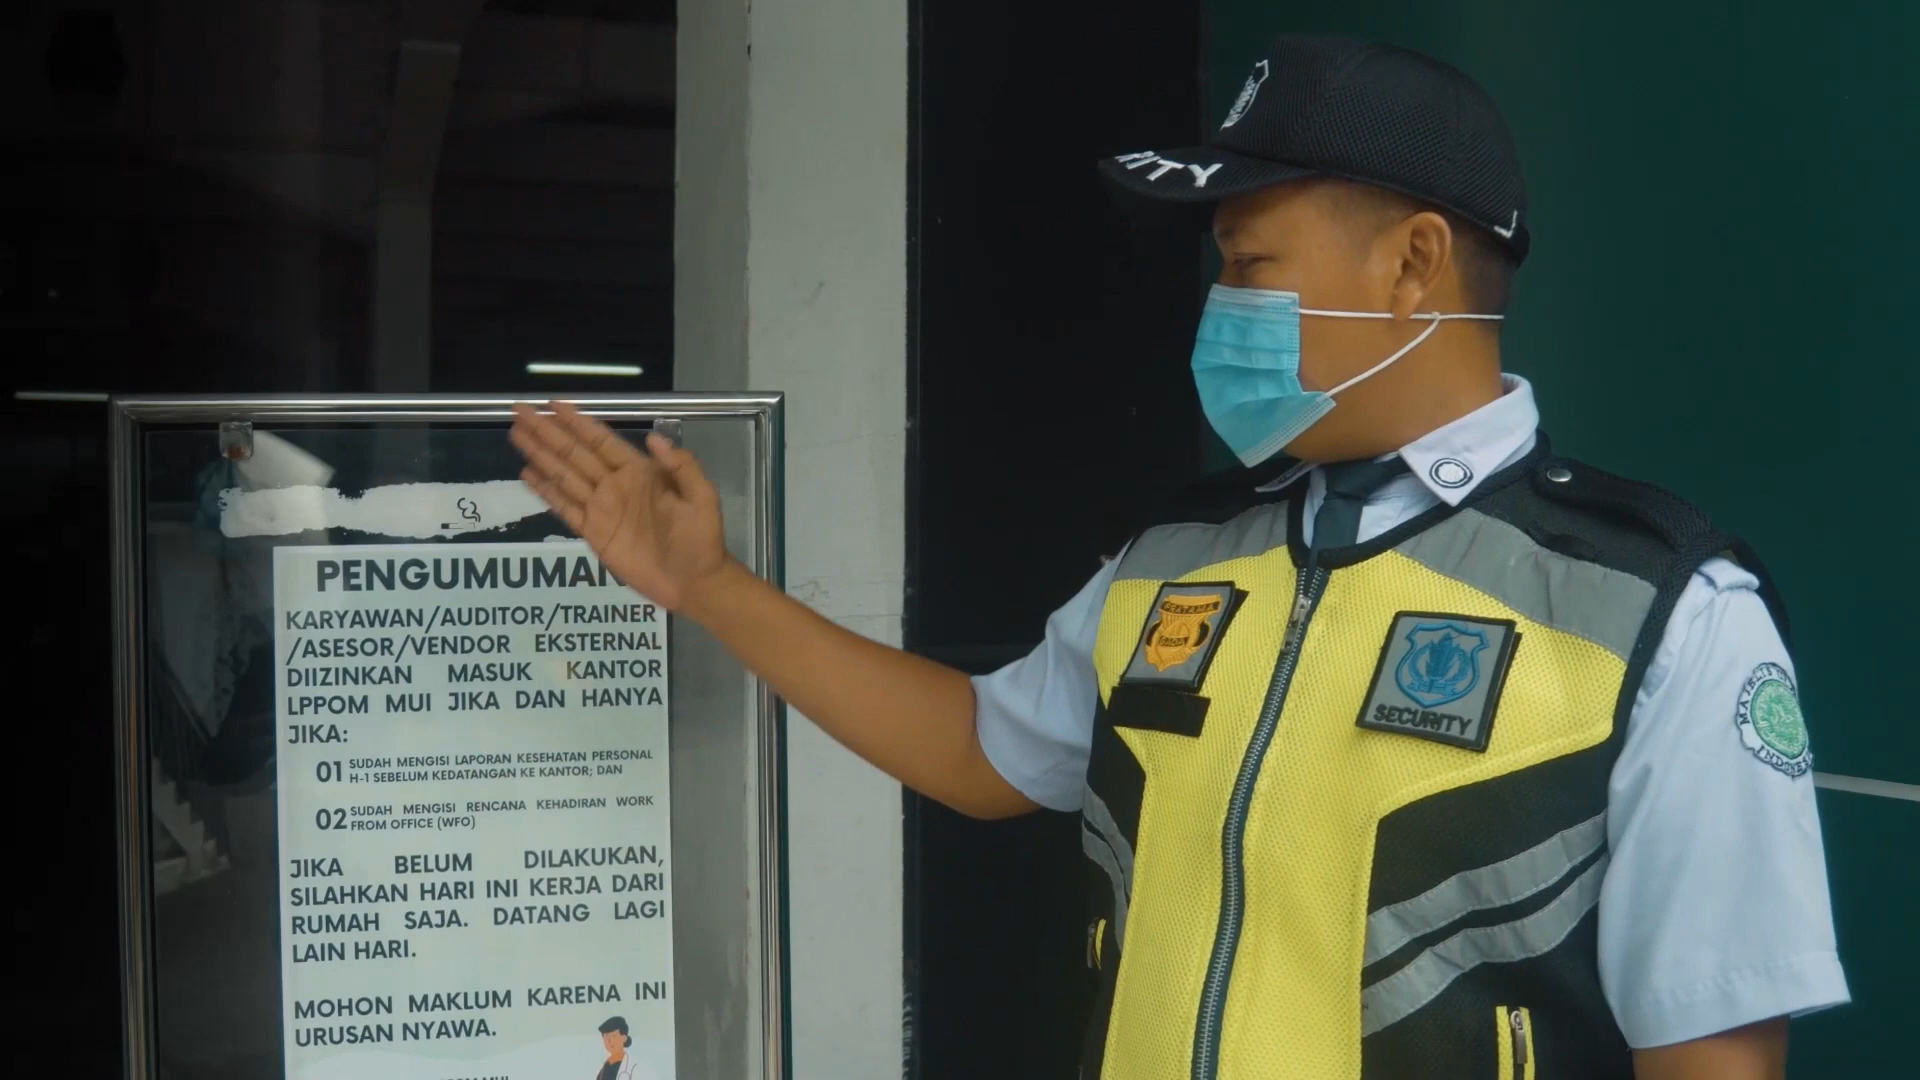 PENGUMUMAN
KARYAWAN/AUDITOR/TRAINER
/ASESOR/VENDOR EKSTERNAL
DIIZINKAN MASUK KANTOR
LPPOM MUI JIKA DAN HANYA
JIKA:
01 SUDAH MENGISI LAPORAN KESEHATAN PERSONAL
H-1 SEBELUM KEDATANGAN KE KANTOR; DAN
02 SUDAH MENGISI RENCANA KEHADIRAN WORK
FROM OFFICE (WFO)
JIKA BELUM DILAKUKAN,
SILAHKAN HARI INI KERJA DARI
RUMAH SAJA. DATANG LAGI
LAIN HARI.
MOHON MAKLUM KARENA INI
URUSAN NYAWA.
PRATAMA
GADA
SECURITY